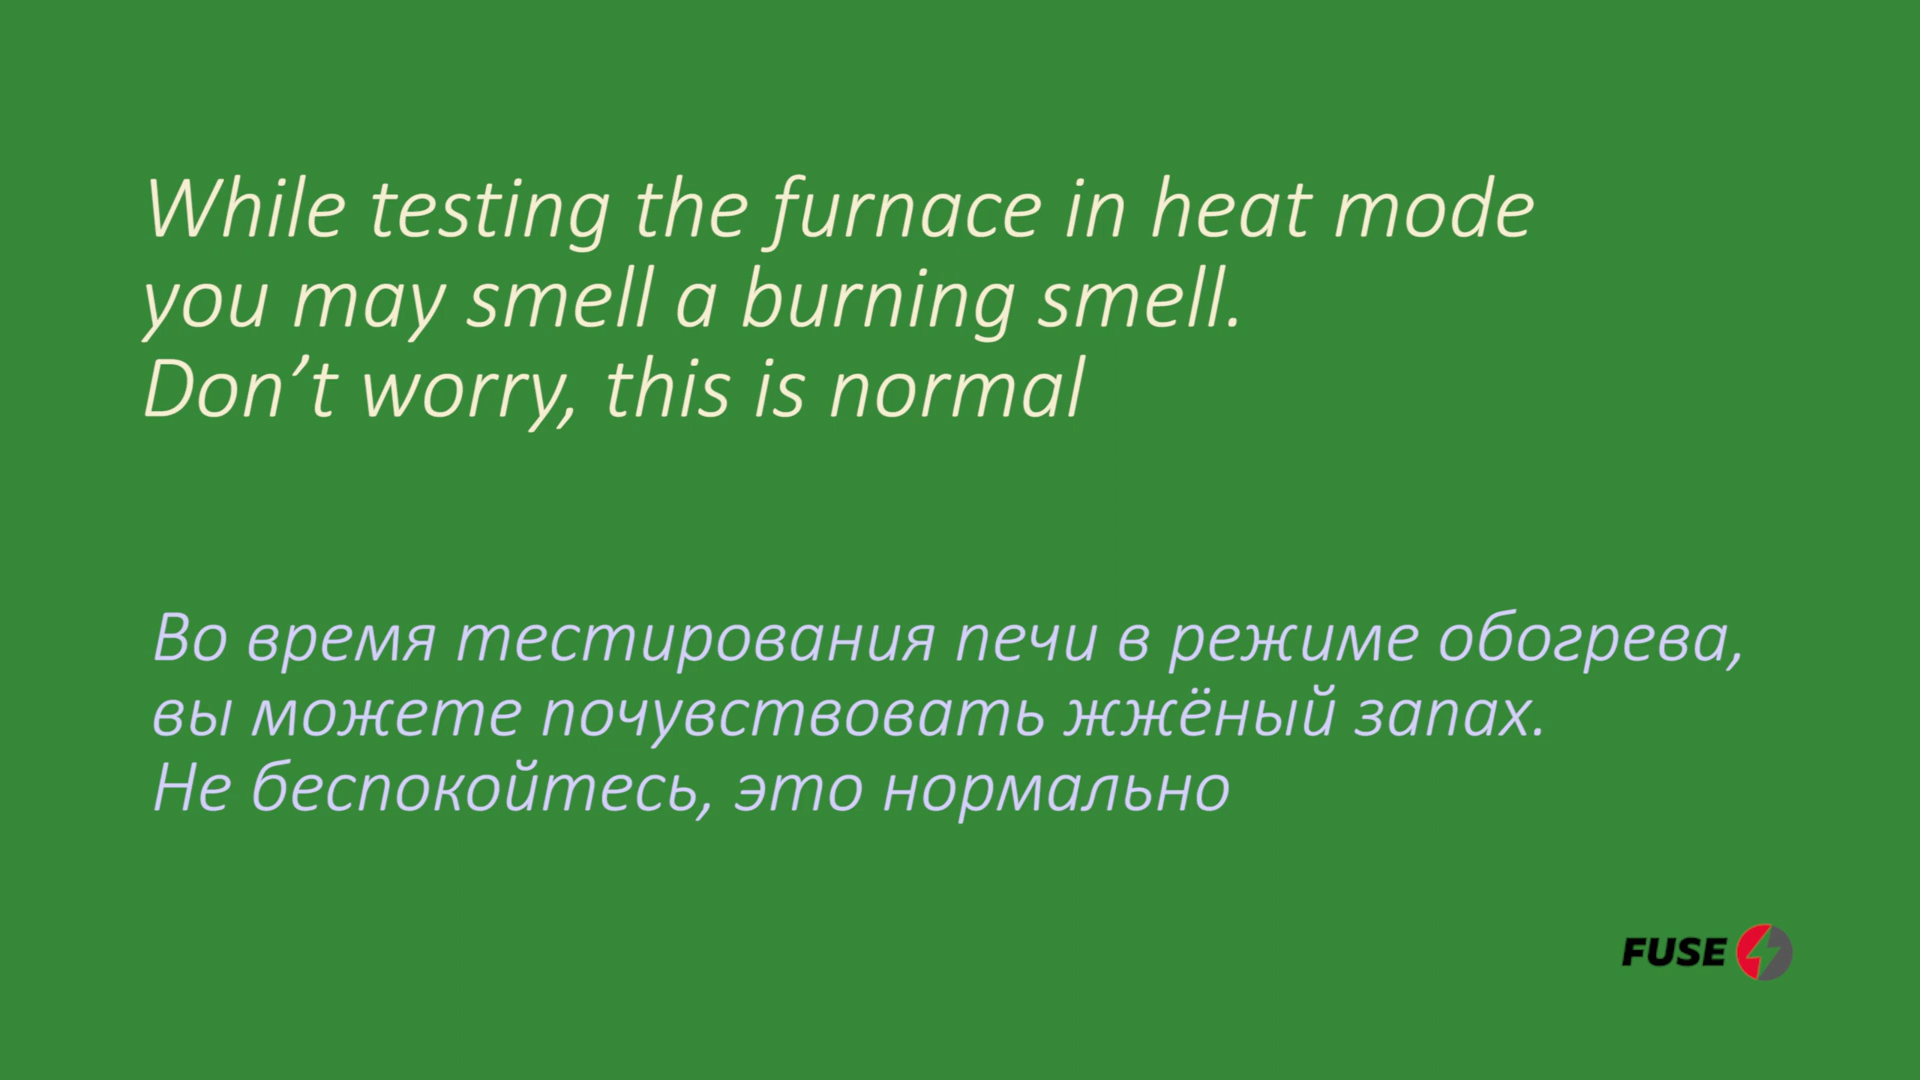 While testing the furnace in heat mode
you may smell a burning smell.
Don’t worry, this is normal
Во время тестирования печи в режиме обогрева,
вы можете почувствовать жжёный запах.
Не беспокойтесь, это нормально
FUSE